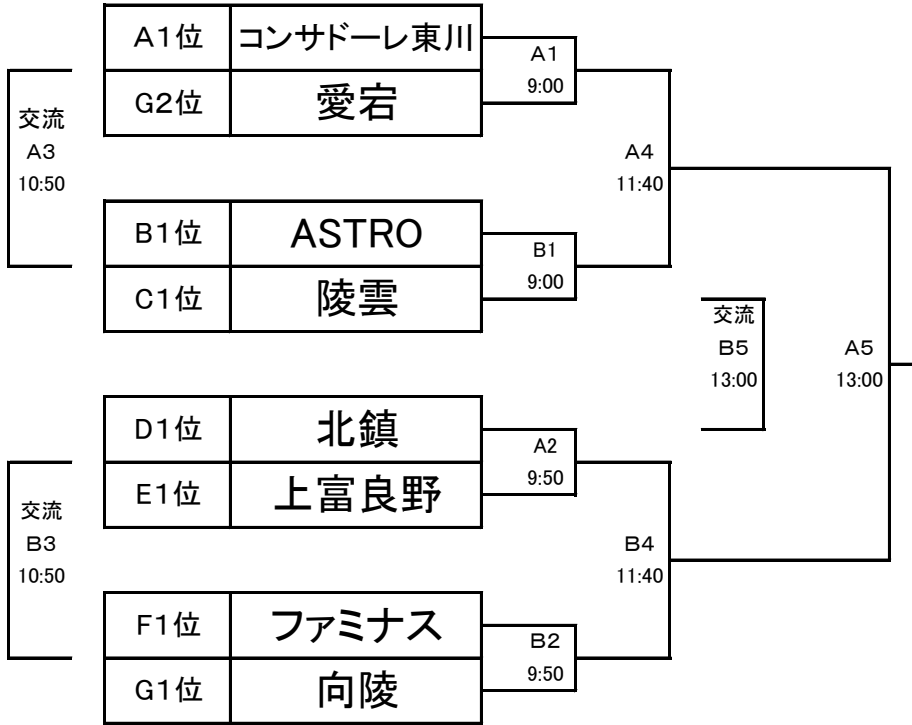 A1位 コンサドーレ東川
G2位 愛宕
A1
9:00
交流
A3
10:50
A4
11:40
B1位 ASTRO
C1位 陵雲
B1
9:00
交流
B5
13:00
A5
13:00
D1位 北鎮
E1位 上富良野
A2
9:50
交流
B3
10:50
B4
11:40
F1位 ファミナス
G1位 向陵
B2
9:50